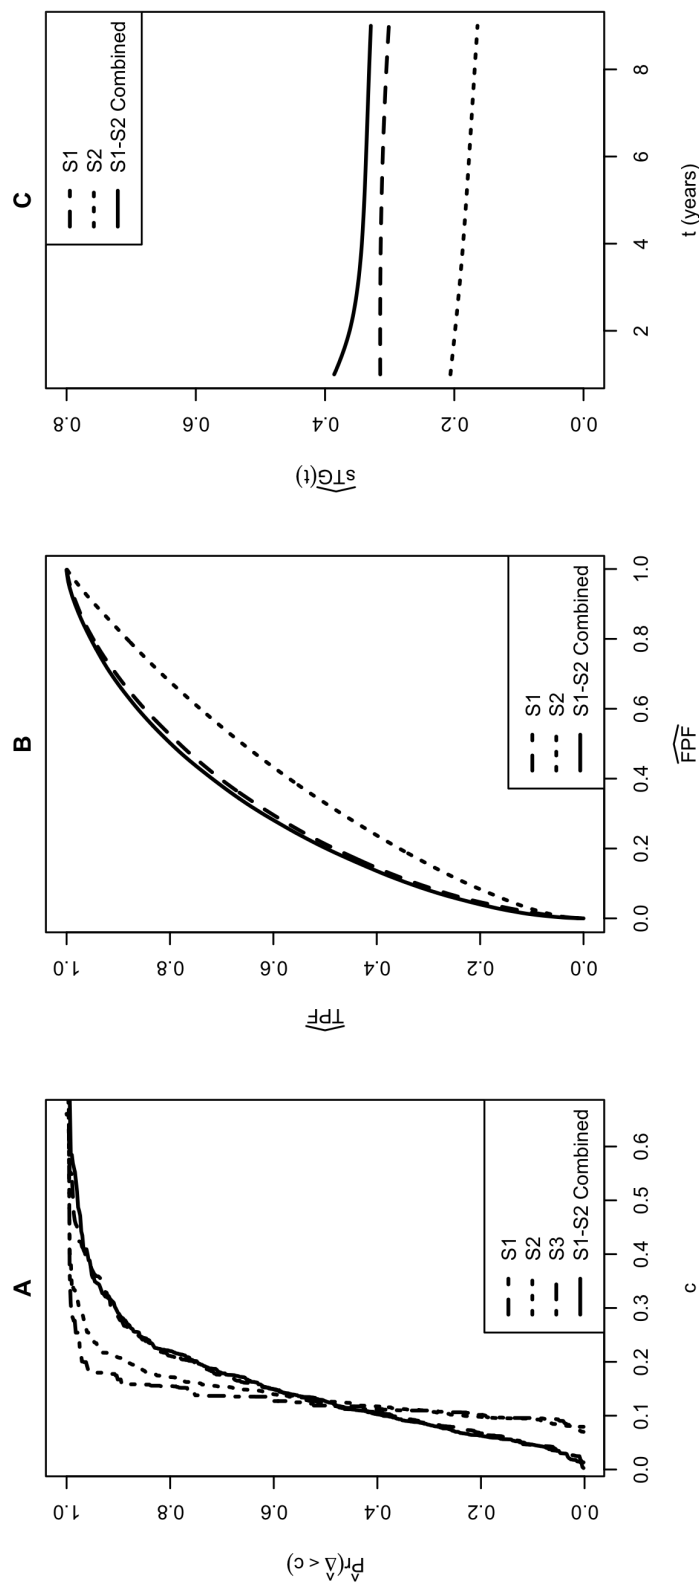 A
P̂r(Δ̂ < c)
1.0
0.8
0.6
0.4
0.2
0.0
0.0 0.1 0.2 0.3 0.4 0.5 0.6
c
S1
S2
S3
S1-S2 Combined
B
TPF
1.0
0.8
0.6
0.4
0.2
0.0
0.0 0.2 0.4 0.6 0.8 1.0
FPF
S1
S2
S1-S2 Combined
C
sTG(t)
0.8
0.6
0.4
0.2
0.0
2 4 6 8
t (years)
S1
S2
S1-S2 Combined